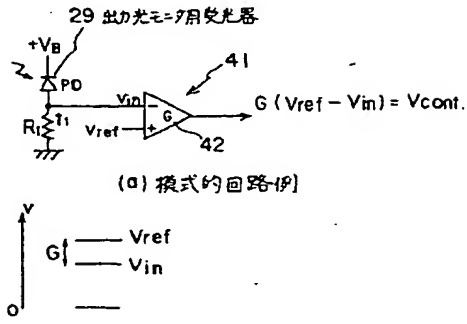 29 出力光モニタ用受光器
+VB
PD
41
Vin
G
G (Vref - Vin) = Vcont.
R1
i1
Vref
42
(a) 模式的回路例
V
Vref
G
Vin
0